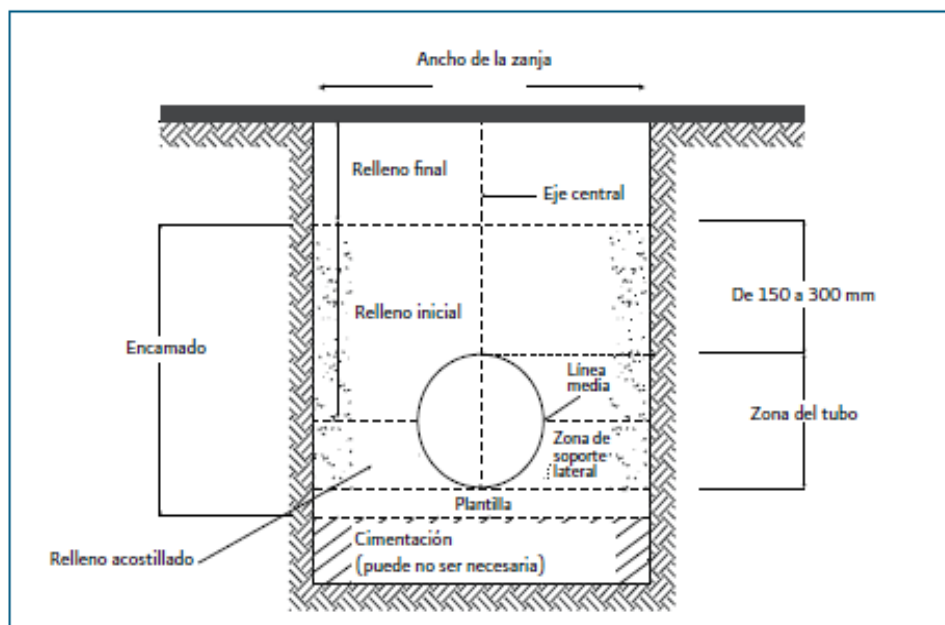 Ancho de la zanja
Relleno final
Eje central
De 150 a 300 mm
Relleno inicial
Encamado
Línea
media
Zona del tubo
Zona de
soporte
lateral
Plantilla
Relleno acostillado
Cimentación
(puede no ser necesaria)